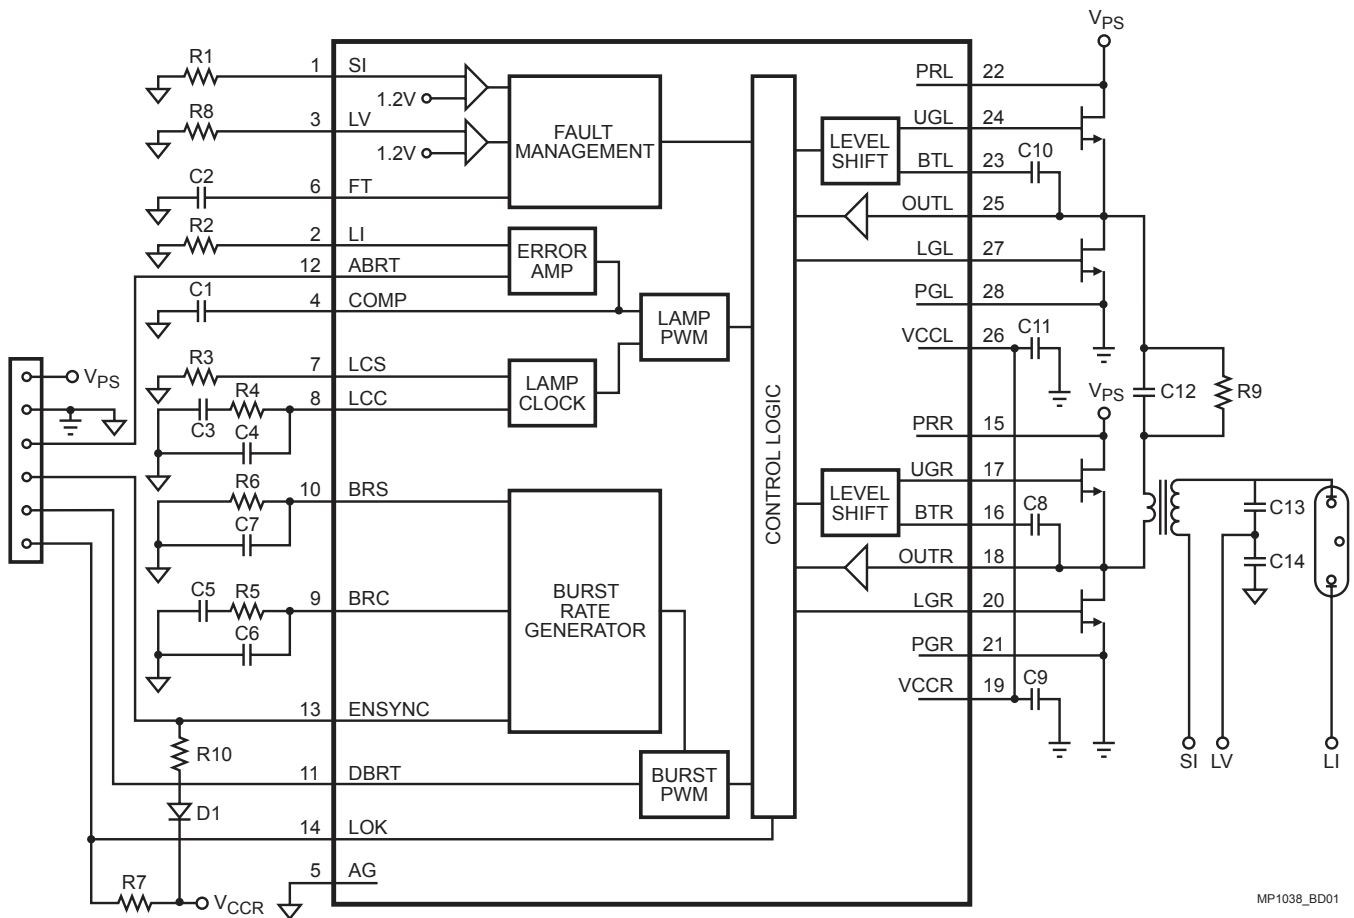 V_PS
R1
1
SI
1.2V
R8
3
LV
1.2V
C2
6
FT
FAULT
MANAGEMENT
R2
2
LI
12
ABRT
ERROR
AMP
C1
4
COMP
LAMP
PWM
V_PS
R3
7
LCS
R4
8
LCC
C3
C4
LAMP
CLOCK
R6
10
BRS
C7
C5
R5
9
BRC
C6
BURST
RATE
GENERATOR
13
ENSYNC
R10
11
DBRT
BURST
PWM
D1
14
LOK
5
AG
R7
V_CCR
CONTROL LOGIC
PRL
22
UGL
24
LEVEL
SHIFT
BTL
23
C10
OUTL
25
LGL
27
PGL
28
VCCL
26
C11
V_PS
C12
R9
PRR
15
UGR
17
LEVEL
SHIFT
BTR
16
C8
OUTR
18
LGR
20
PGR
21
VCCR
19
C9
C13
C14
SI
LV
LI
MP1038_BD01